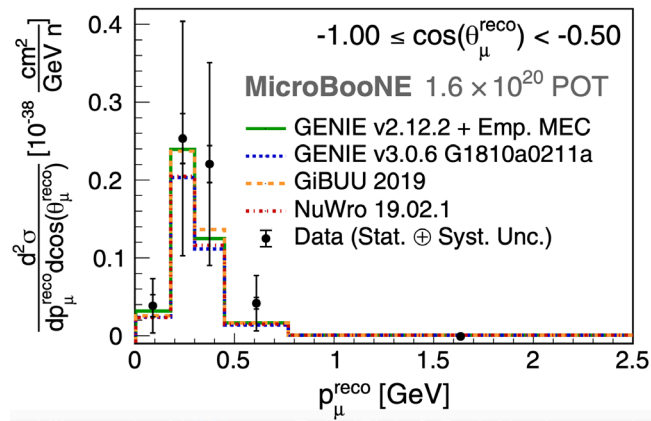 -1.00 ≤ cos(θ_μ^reco) < -0.50
MicroBooNE 1.6 × 10^20 POT
GENIE v2.12.2 + Emp. MEC
GENIE v3.0.6 G1810a0211a
GiBUU 2019
NuWro 19.02.1
Data (Stat. ⊕ Syst. Unc.)
d^2σ / dp_μ^reco dcos(θ_μ^reco) [10^-38 cm^2 / GeV n]
0.4
0.3
0.2
0.1
0
0 0.5 1 1.5 2 2.5
p_μ^reco [GeV]